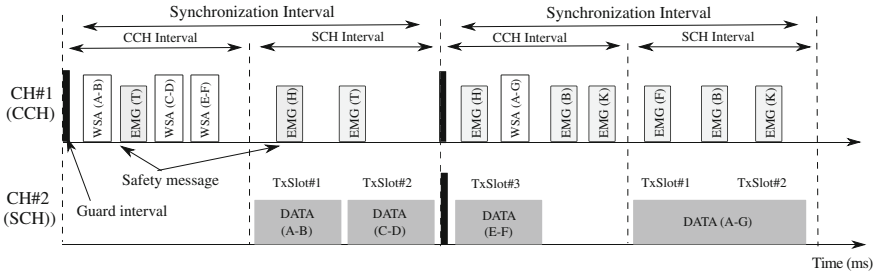 Synchronization Interval
Synchronization Interval
CCH Interval
SCH Interval
CCH Interval
SCH Interval
CH#1
(CCH)
WSA (A-B)
EMG (T)
WSA (C-D)
WSA (E-F)
EMG (H)
EMG (T)
EMG (H)
WSA (A-G)
EMG (B)
EMG (K)
EMG (F)
EMG (B)
EMG (K)
Safety message
Guard interval
CH#2
(SCH))
TxSlot#1
TxSlot#2
TxSlot#3
TxSlot#1
TxSlot#2
DATA
(A-B)
DATA
(C-D)
DATA
(E-F)
DATA (A-G)
Time (ms)